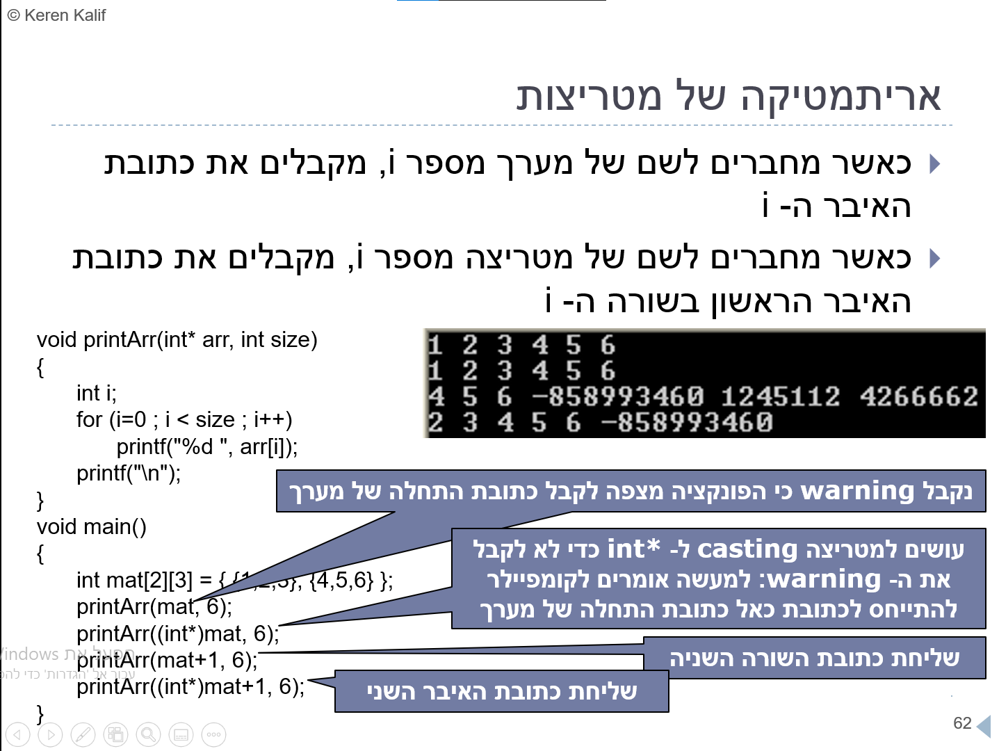 © Keren Kalif
אריתמטיקה של מטריצות
כאשר מחברים לשם של מערך מספר i, מקבלים את כתובת
האיבר ה- i
כאשר מחברים לשם של מטריצה מספר i, מקבלים את כתובת
האיבר הראשון בשורה ה- i
void printArr(int* arr, int size)
{
int i;
for (i=0 ; i < size ; i++)
printf("%d ", arr[i]);
printf("\n");
}
void main()
{
int mat[2][3] = { {1,2,3}, {4,5,6} };
printArr(mat, 6);
printArr((int*)mat, 6);
printArr(mat+1, 6);
printArr((int*)mat+1, 6);
}
1 2 3 4 5 6
1 2 3 4 5 6
4 5 6 -858993460 1245112 4266662
2 3 4 5 6 -858993460
נקבל warning כי הפונקציה מצפה לקבל כתובת התחלה של מערך
עושים למטריצה casting ל- int* כדי לא לקבל
את ה- warning: למעשה אומרים לקומפיילר
להתייחס לכתובת כאל כתובת התחלה של מערך
שליחת כתובת השורה השניה
שליחת כתובת האיבר השני
הפעל את
עבור אל 'הגדרות' כדי
62